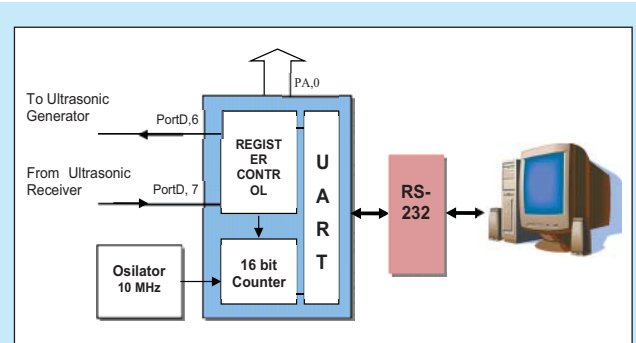 PA,0
To Ultrasonic
Generator
PortD,6
From Ultrasonic
Receiver
PortD, 7
REGIST
ER
CONTR
OL
U
A
R
T
RS-
232
Osilator
10 MHz
16 bit
Counter